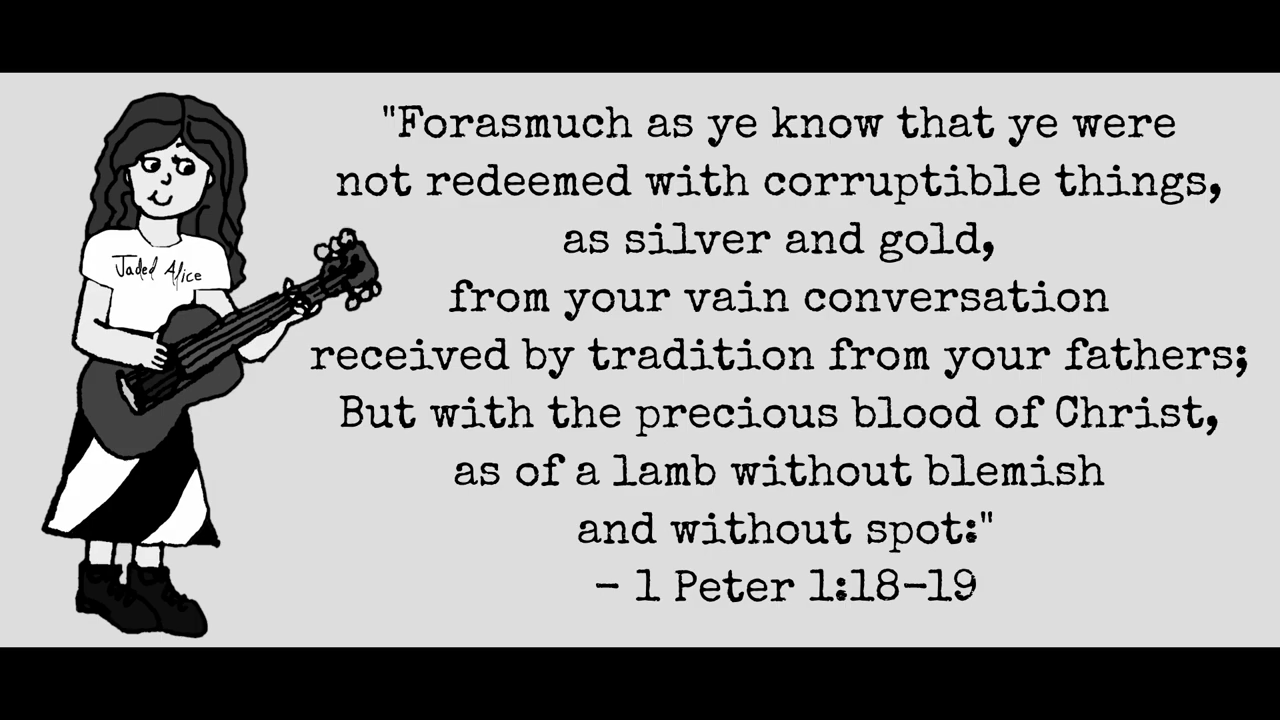 Jaded Alice
"Forasmuch as ye know that ye were
not redeemed with corruptible things,
as silver and gold,
from your vain conversation
received by tradition from your fathers;
But with the precious blood of Christ,
as of a lamb without blemish
and without spot:"
- 1 Peter 1:18-19